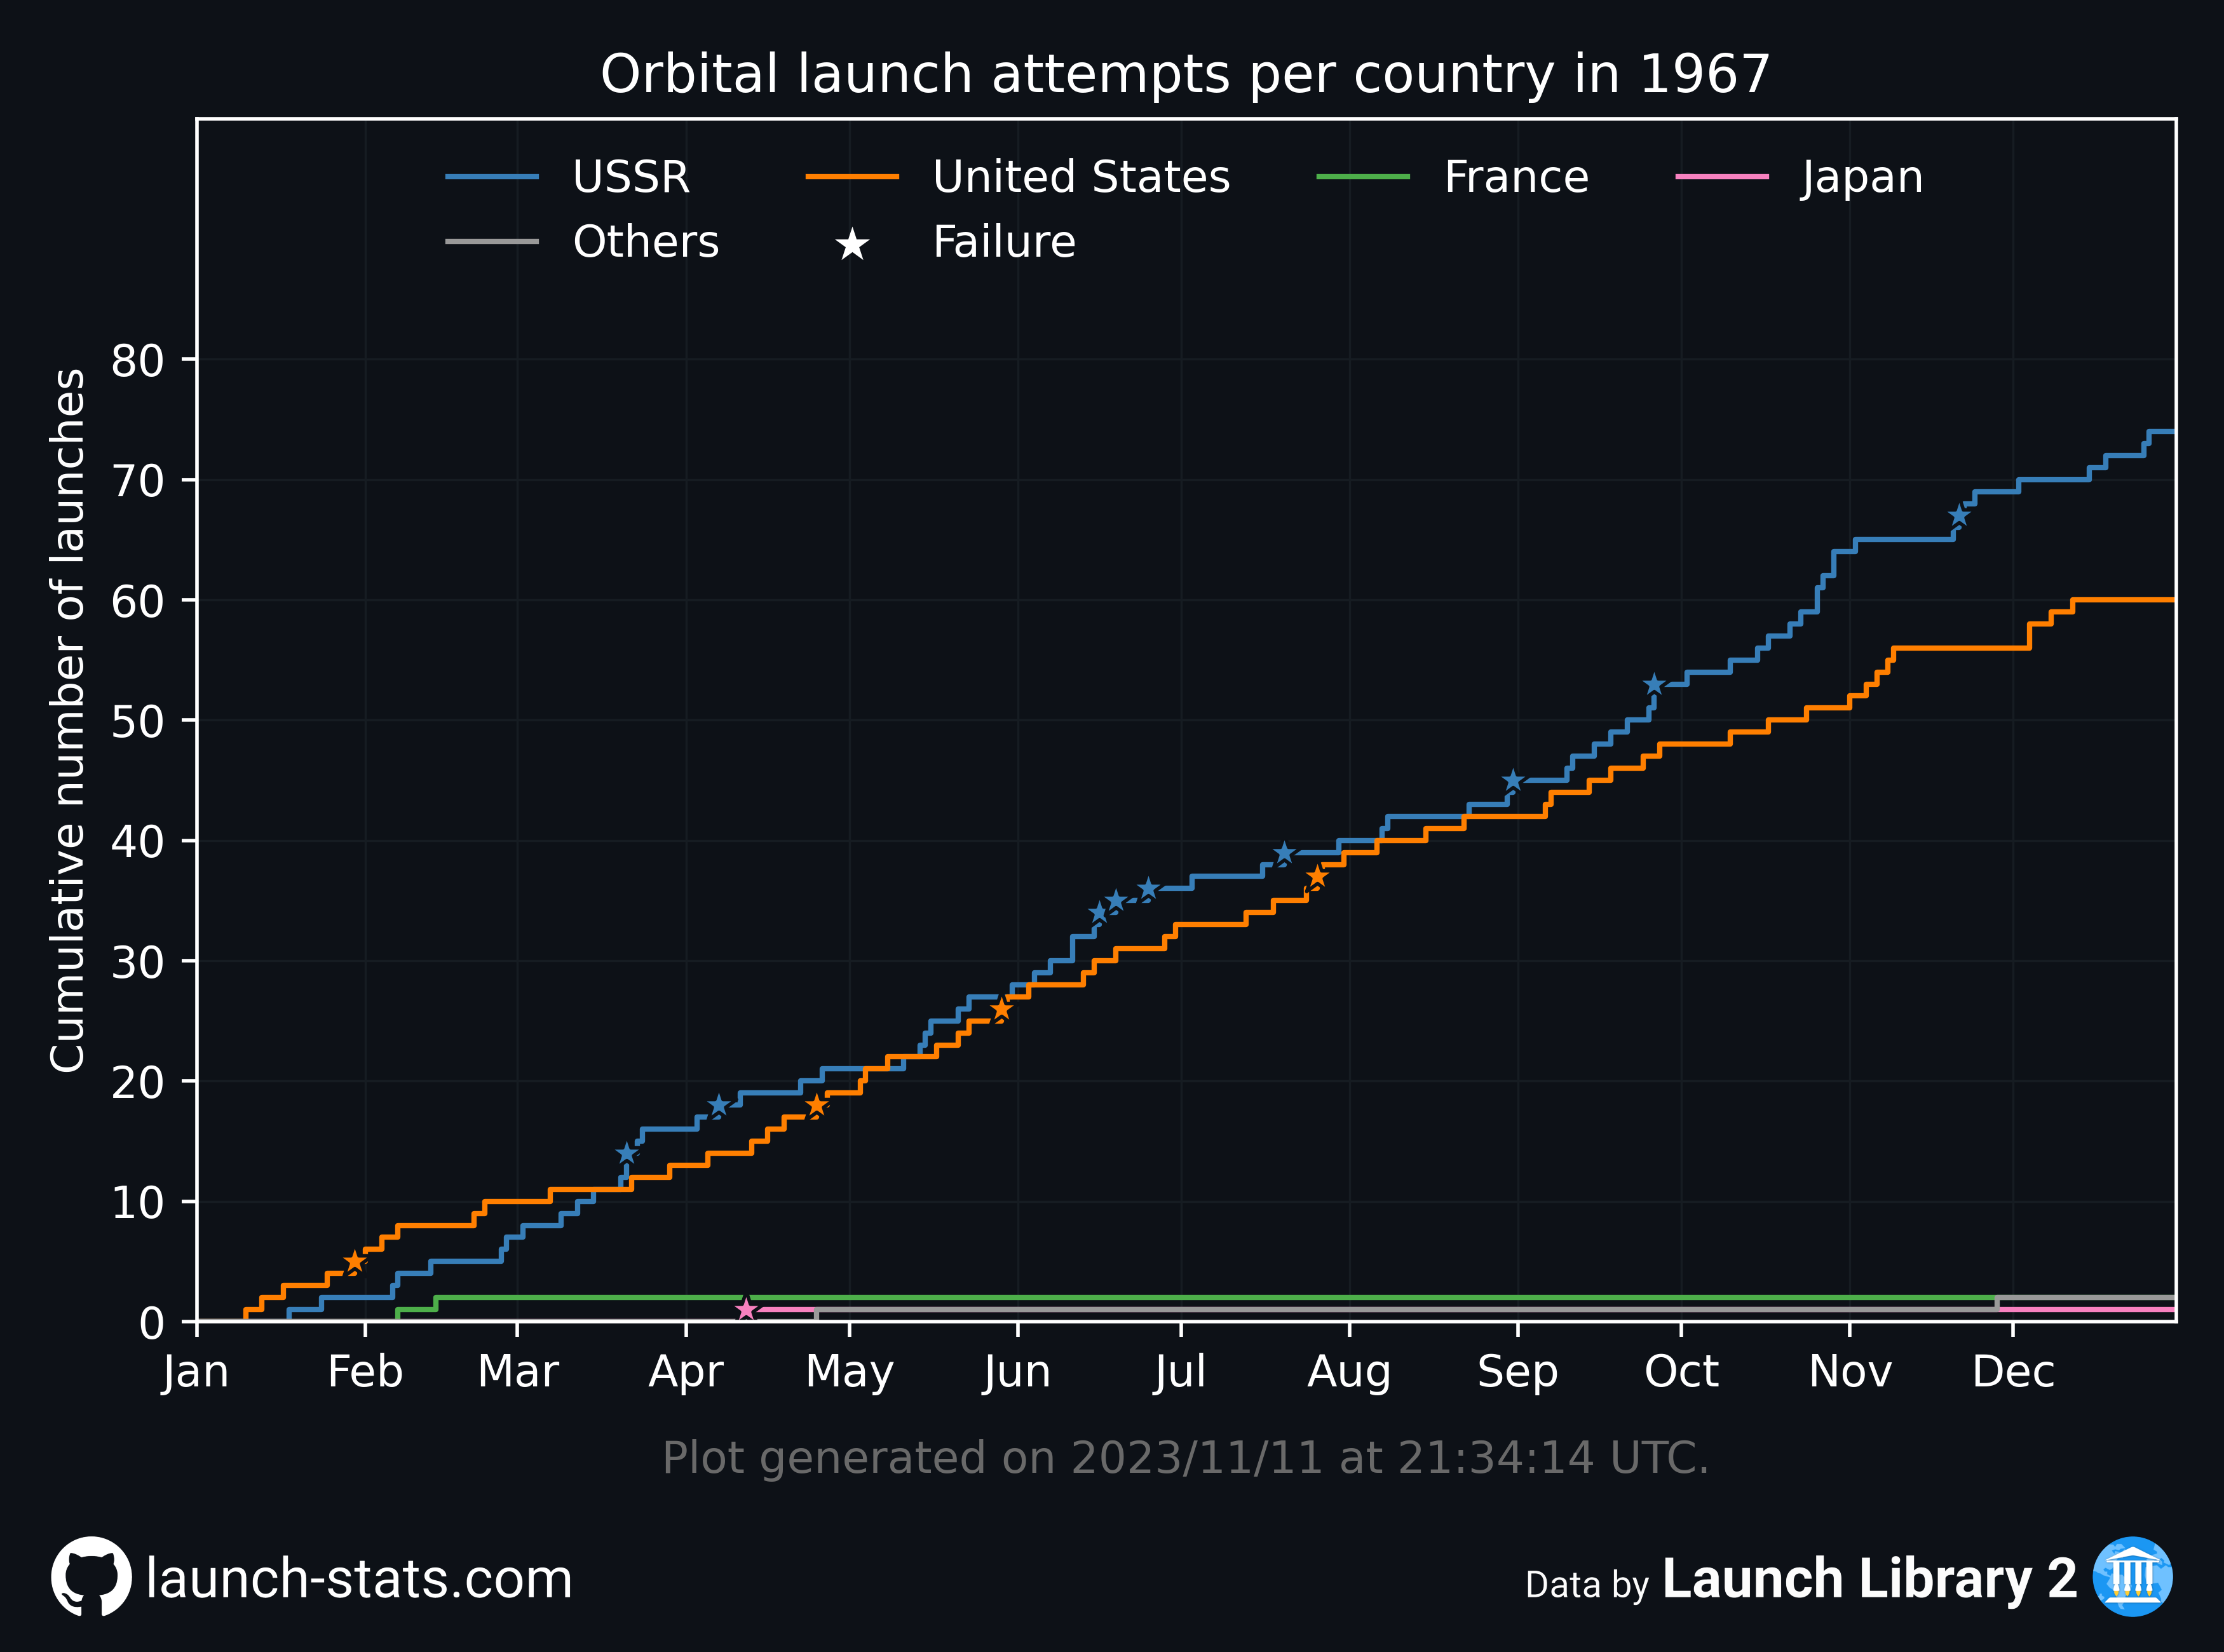 Orbital launch attempts per country in 1967
USSR United States France Japan
Others Failure
Cumulative number of launches
80
70
60
50
40
30
20
10
0
Jan Feb Mar Apr May Jun Jul Aug Sep Oct Nov Dec
Plot generated on 2023/11/11 at 21:34:14 UTC.
launch-stats.com
Data by Launch Library 2